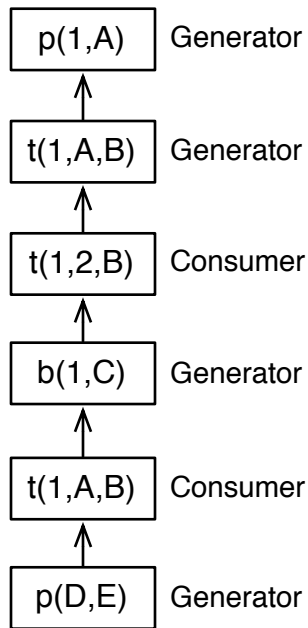 p(1,A) Generator
t(1,A,B) Generator
t(1,2,B) Consumer
b(1,C) Generator
t(1,A,B) Consumer
p(D,E) Generator